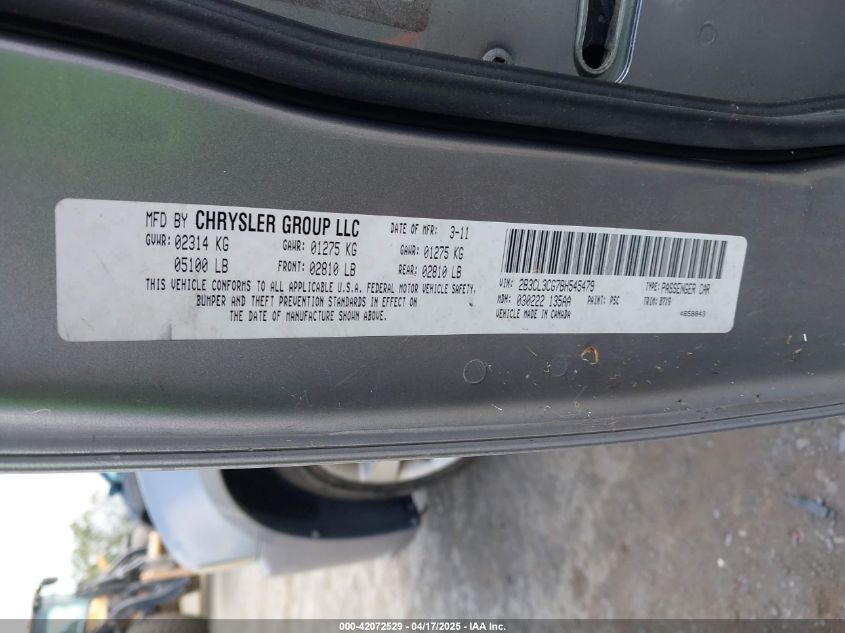 MFD BY CHRYSLER GROUP LLC
DATE OF MFR: 3-11
GVWR: 02314 KG GAWR: 01275 KG GAWR: 01275 KG
05100 LB FRONT: 02810 LB REAR: 02810 LB
THIS VEHICLE CONFORMS TO ALL APPLICABLE U.S.A. FEDERAL MOTOR VEHICLE SAFETY,
BUMPER AND THEFT PREVENTION STANDARDS IN EFFECT ON
THE DATE OF MANUFACTURE SHOWN ABOVE.
VIN: 2B3CL3CG7BH545479 TYPE: PASSENGER CAR
MDH: 030222 135AA PAINT: PSC TRIM: B7X9
VEHICLE MADE IN CANADA 4658843
000-42072529 - 04/17/2025 - IAA Inc.